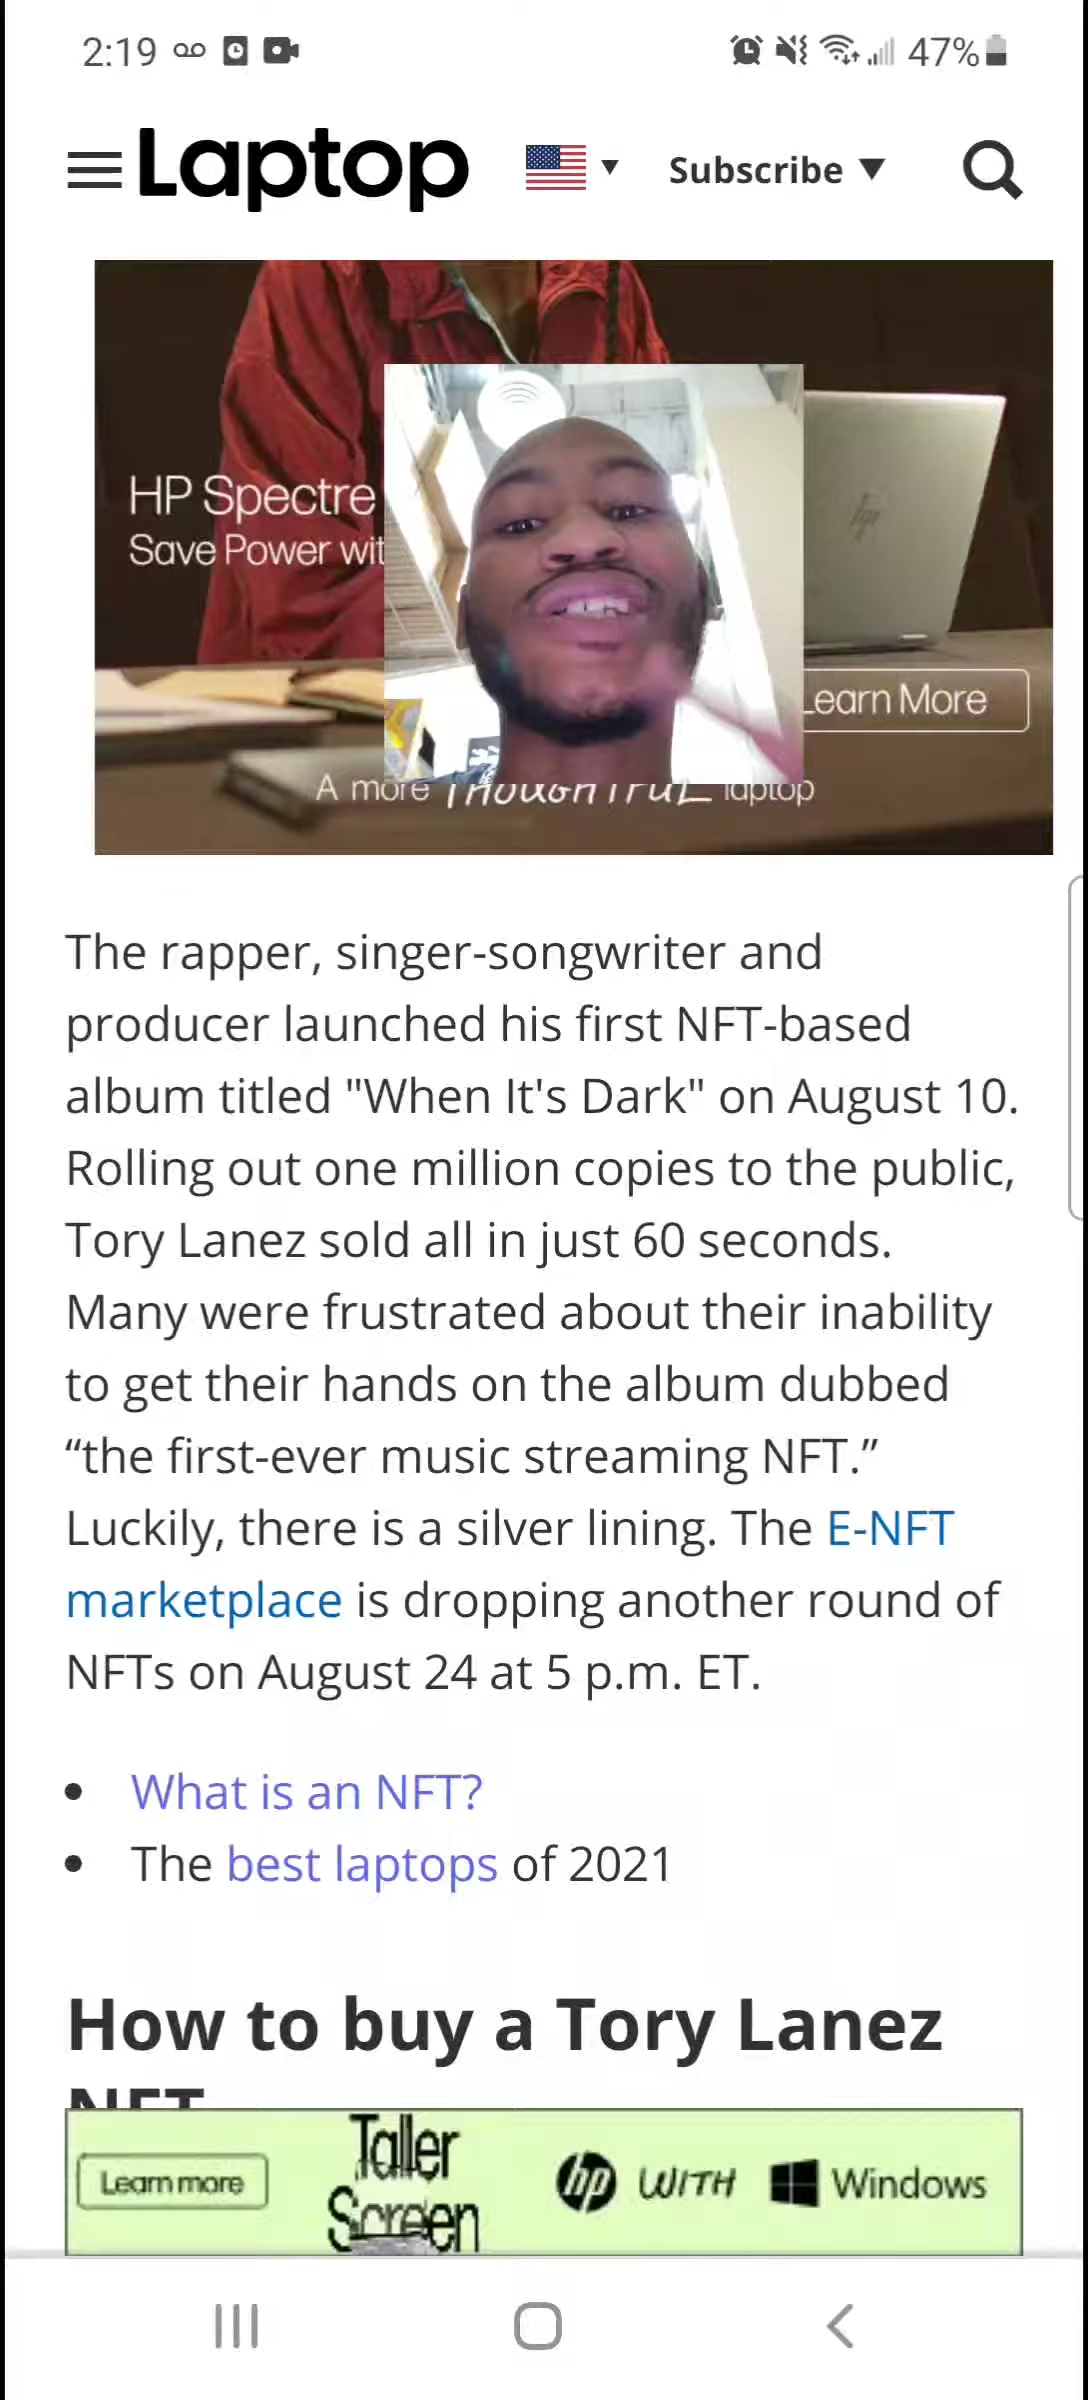 2:19
47%
Laptop
Subscribe
HP Spectre
Save Power wit
hp
Learn More
A more THOUGHTFUL laptop
The rapper, singer-songwriter and
producer launched his first NFT-based
album titled "When It's Dark" on August 10.
Rolling out one million copies to the public,
Tory Lanez sold all in just 60 seconds.
Many were frustrated about their inability
to get their hands on the album dubbed
“the first-ever music streaming NFT.”
Luckily, there is a silver lining. The E-NFT
marketplace is dropping another round of
NFTs on August 24 at 5 p.m. ET.
• What is an NFT?
• The best laptops of 2021
How to buy a Tory Lanez
NFT
Learn more
Taller
Screen
hp WITH Windows